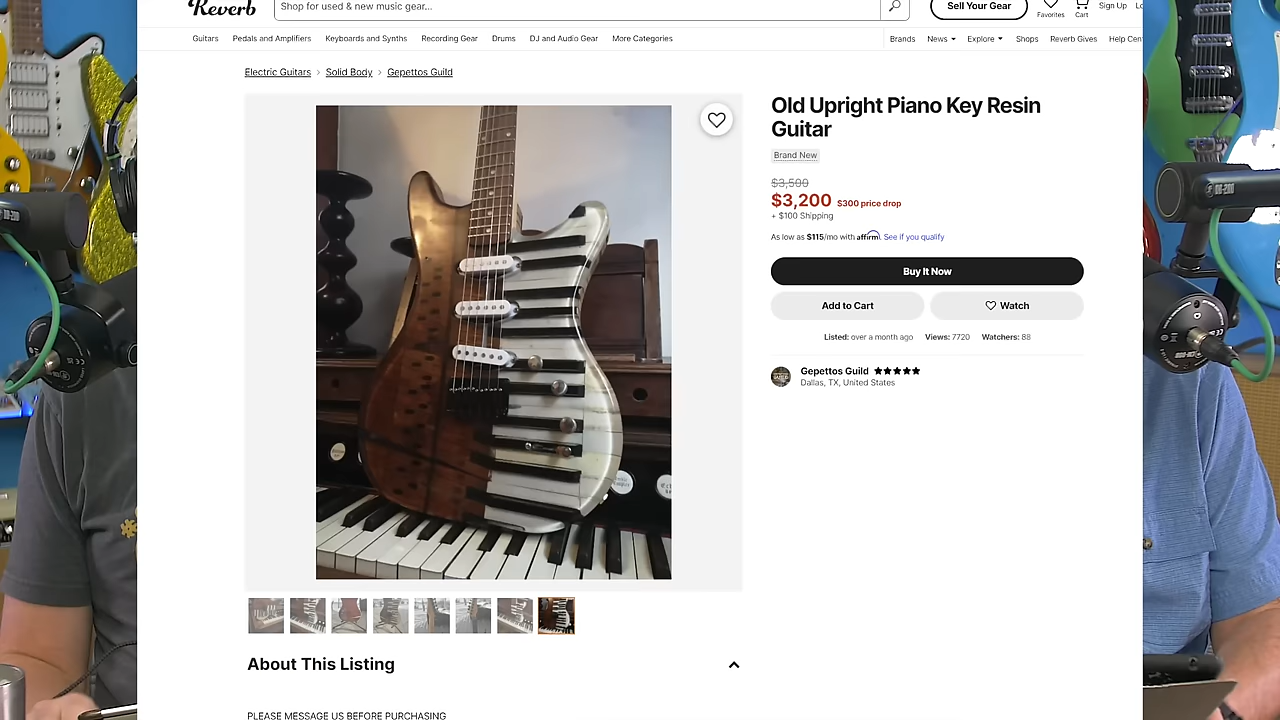 Reverb
Shop for used & new music gear...
Sell Your Gear
Favorites
Cart
Sign Up
Guitars
Pedals and Amplifiers
Keyboards and Synths
Recording Gear
Drums
DJ and Audio Gear
More Categories
Brands
News
Explore
Shops
Reverb Gives
Help Cen
Electric Guitars › Solid Body › Gepettos Guild
Old Upright Piano Key Resin
Guitar
Brand New
$3,500
$3,200 $300 price drop
+ $100 Shipping
As low as $115/mo with affirm. See if you qualify
Buy It Now
Add to Cart
Watch
Listed: over a month ago Views: 7720 Watchers: 88
Gepettos Guild ★★★★★
Dallas, TX, United States
About This Listing
PLEASE MESSAGE US BEFORE PURCHASING